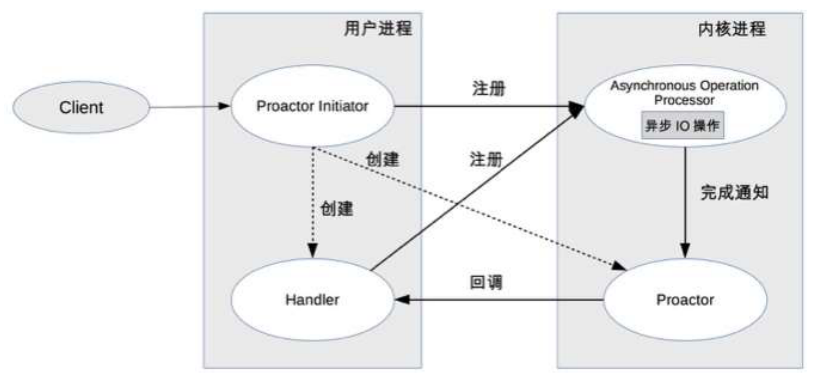 用户进程
内核进程
Client
Proactor Initiator
注册
Asynchronous Operation
Processor
异步 IO 操作
创建
注册
创建
完成通知
Handler
回调
Proactor